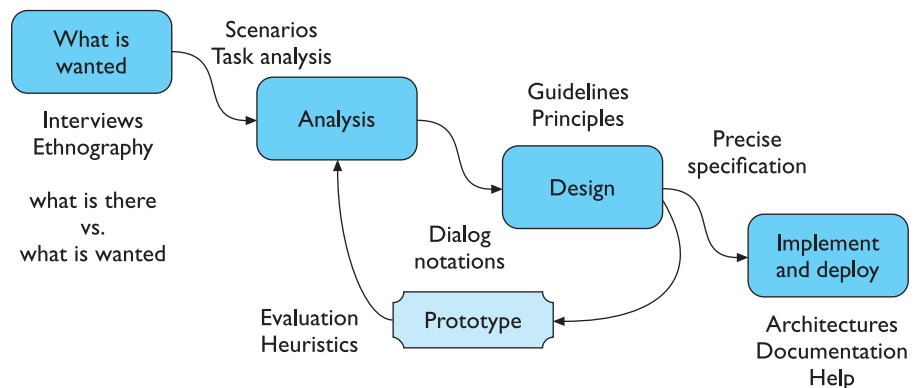 What is
wanted
Scenarios
Task analysis
Interviews
Ethnography
what is there
vs.
what is wanted
Analysis
Guidelines
Principles
Design
Precise
specification
Dialog
notations
Implement
and deploy
Evaluation
Heuristics
Prototype
Architectures
Documentation
Help